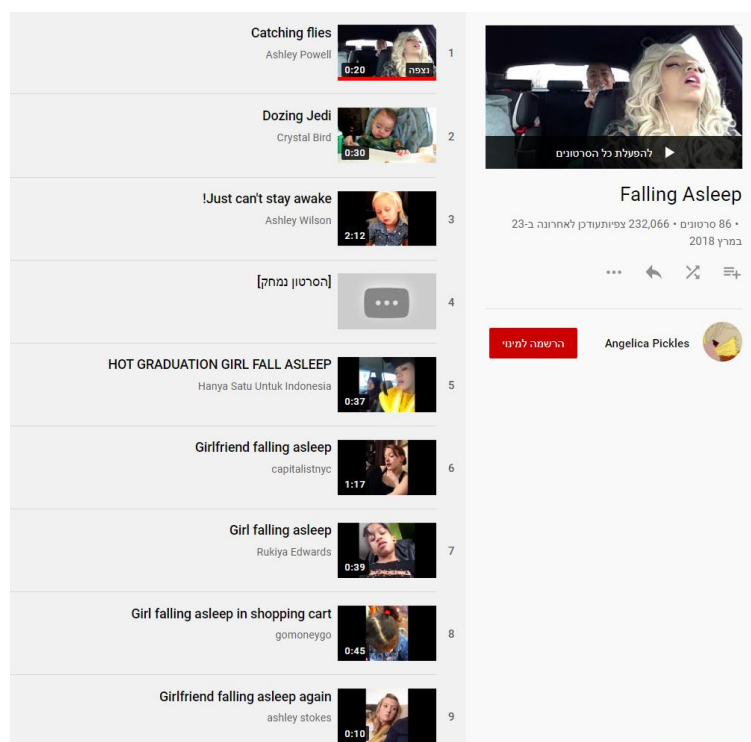 להפעלת כל הסרטונים
Falling Asleep
86 סרטונים • 232,066 צפיותעודכן לאחרונה ב-23 •
במרץ 2018
Angelica Pickles
הרשמה למינוי
1
Catching flies
Ashley Powell
0:20
נצפה
2
Dozing Jedi
Crystal Bird
0:30
3
!Just can't stay awake
Ashley Wilson
2:12
4
[הסרטון נמחק]
5
HOT GRADUATION GIRL FALL ASLEEP
Hanya Satu Untuk Indonesia
0:37
6
Girlfriend falling asleep
capitalistnyc
1:17
7
Girl falling asleep
Rukiya Edwards
0:39
8
Girl falling asleep in shopping cart
gomoneygo
0:45
9
Girlfriend falling asleep again
ashley stokes
0:10